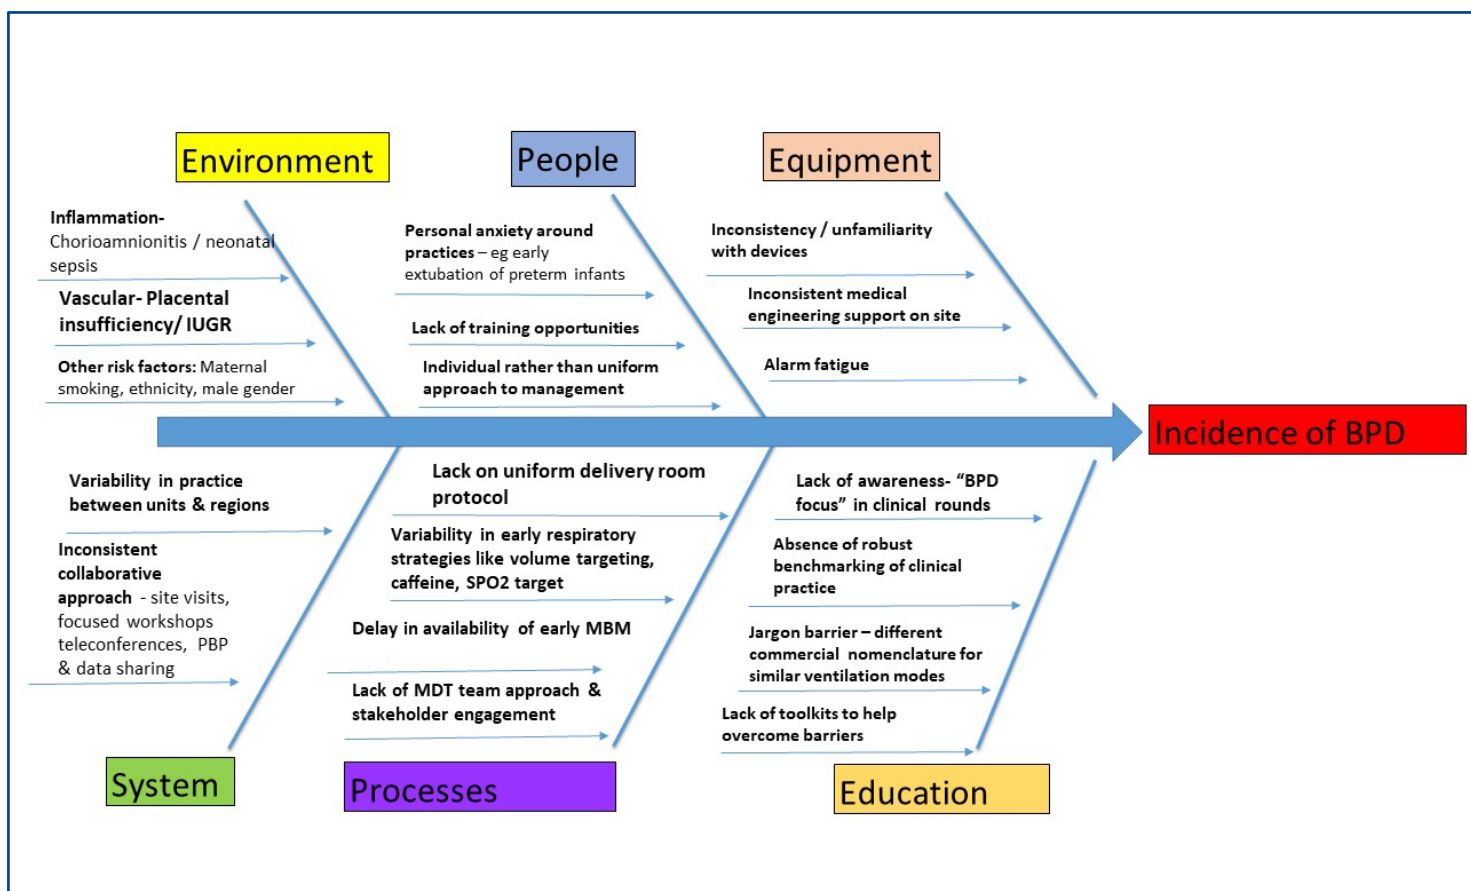 Environment
Inflammation-
Chorioamnionitis / neonatal
sepsis
Vascular- Placental
insufficiency/ IUGR
Other risk factors: Maternal
smoking, ethnicity, male gender
People
Personal anxiety around
practices – eg early
extubation of preterm infants
Lack of training opportunities
Individual rather than uniform
approach to management
Equipment
Inconsistency / unfamiliarity
with devices
Inconsistent medical
engineering support on site
Alarm fatigue
Incidence of BPD
Variability in practice
between units & regions
Inconsistent
collaborative
approach - site visits,
focused workshops
teleconferences, PBP
& data sharing
System
Lack on uniform delivery room
protocol
Variability in early respiratory
strategies like volume targeting,
caffeine, SPO2 target
Delay in availability of early MBM
Lack of MDT team approach &
stakeholder engagement
Processes
Lack of awareness- “BPD
focus” in clinical rounds
Absence of robust
benchmarking of clinical
practice
Jargon barrier – different
commercial nomenclature for
similar ventilation modes
Lack of toolkits to help
overcome barriers
Education